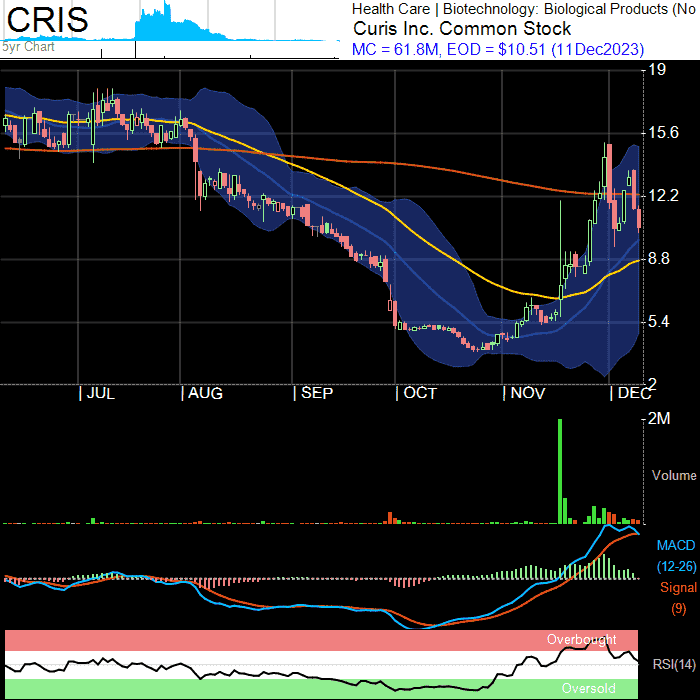 CRIS
5yr Chart
Health Care | Biotechnology: Biological Products (No
Curis Inc. Common Stock
MC = 61.8M, EOD = $10.51 (11Dec2023)
19
15.6
12.2
8.8
5.4
2
JUL AUG SEP OCT NOV DEC
2M
Volume
MACD
(12-26)
Signal
(9)
Overbought
RSI(14)
Oversold